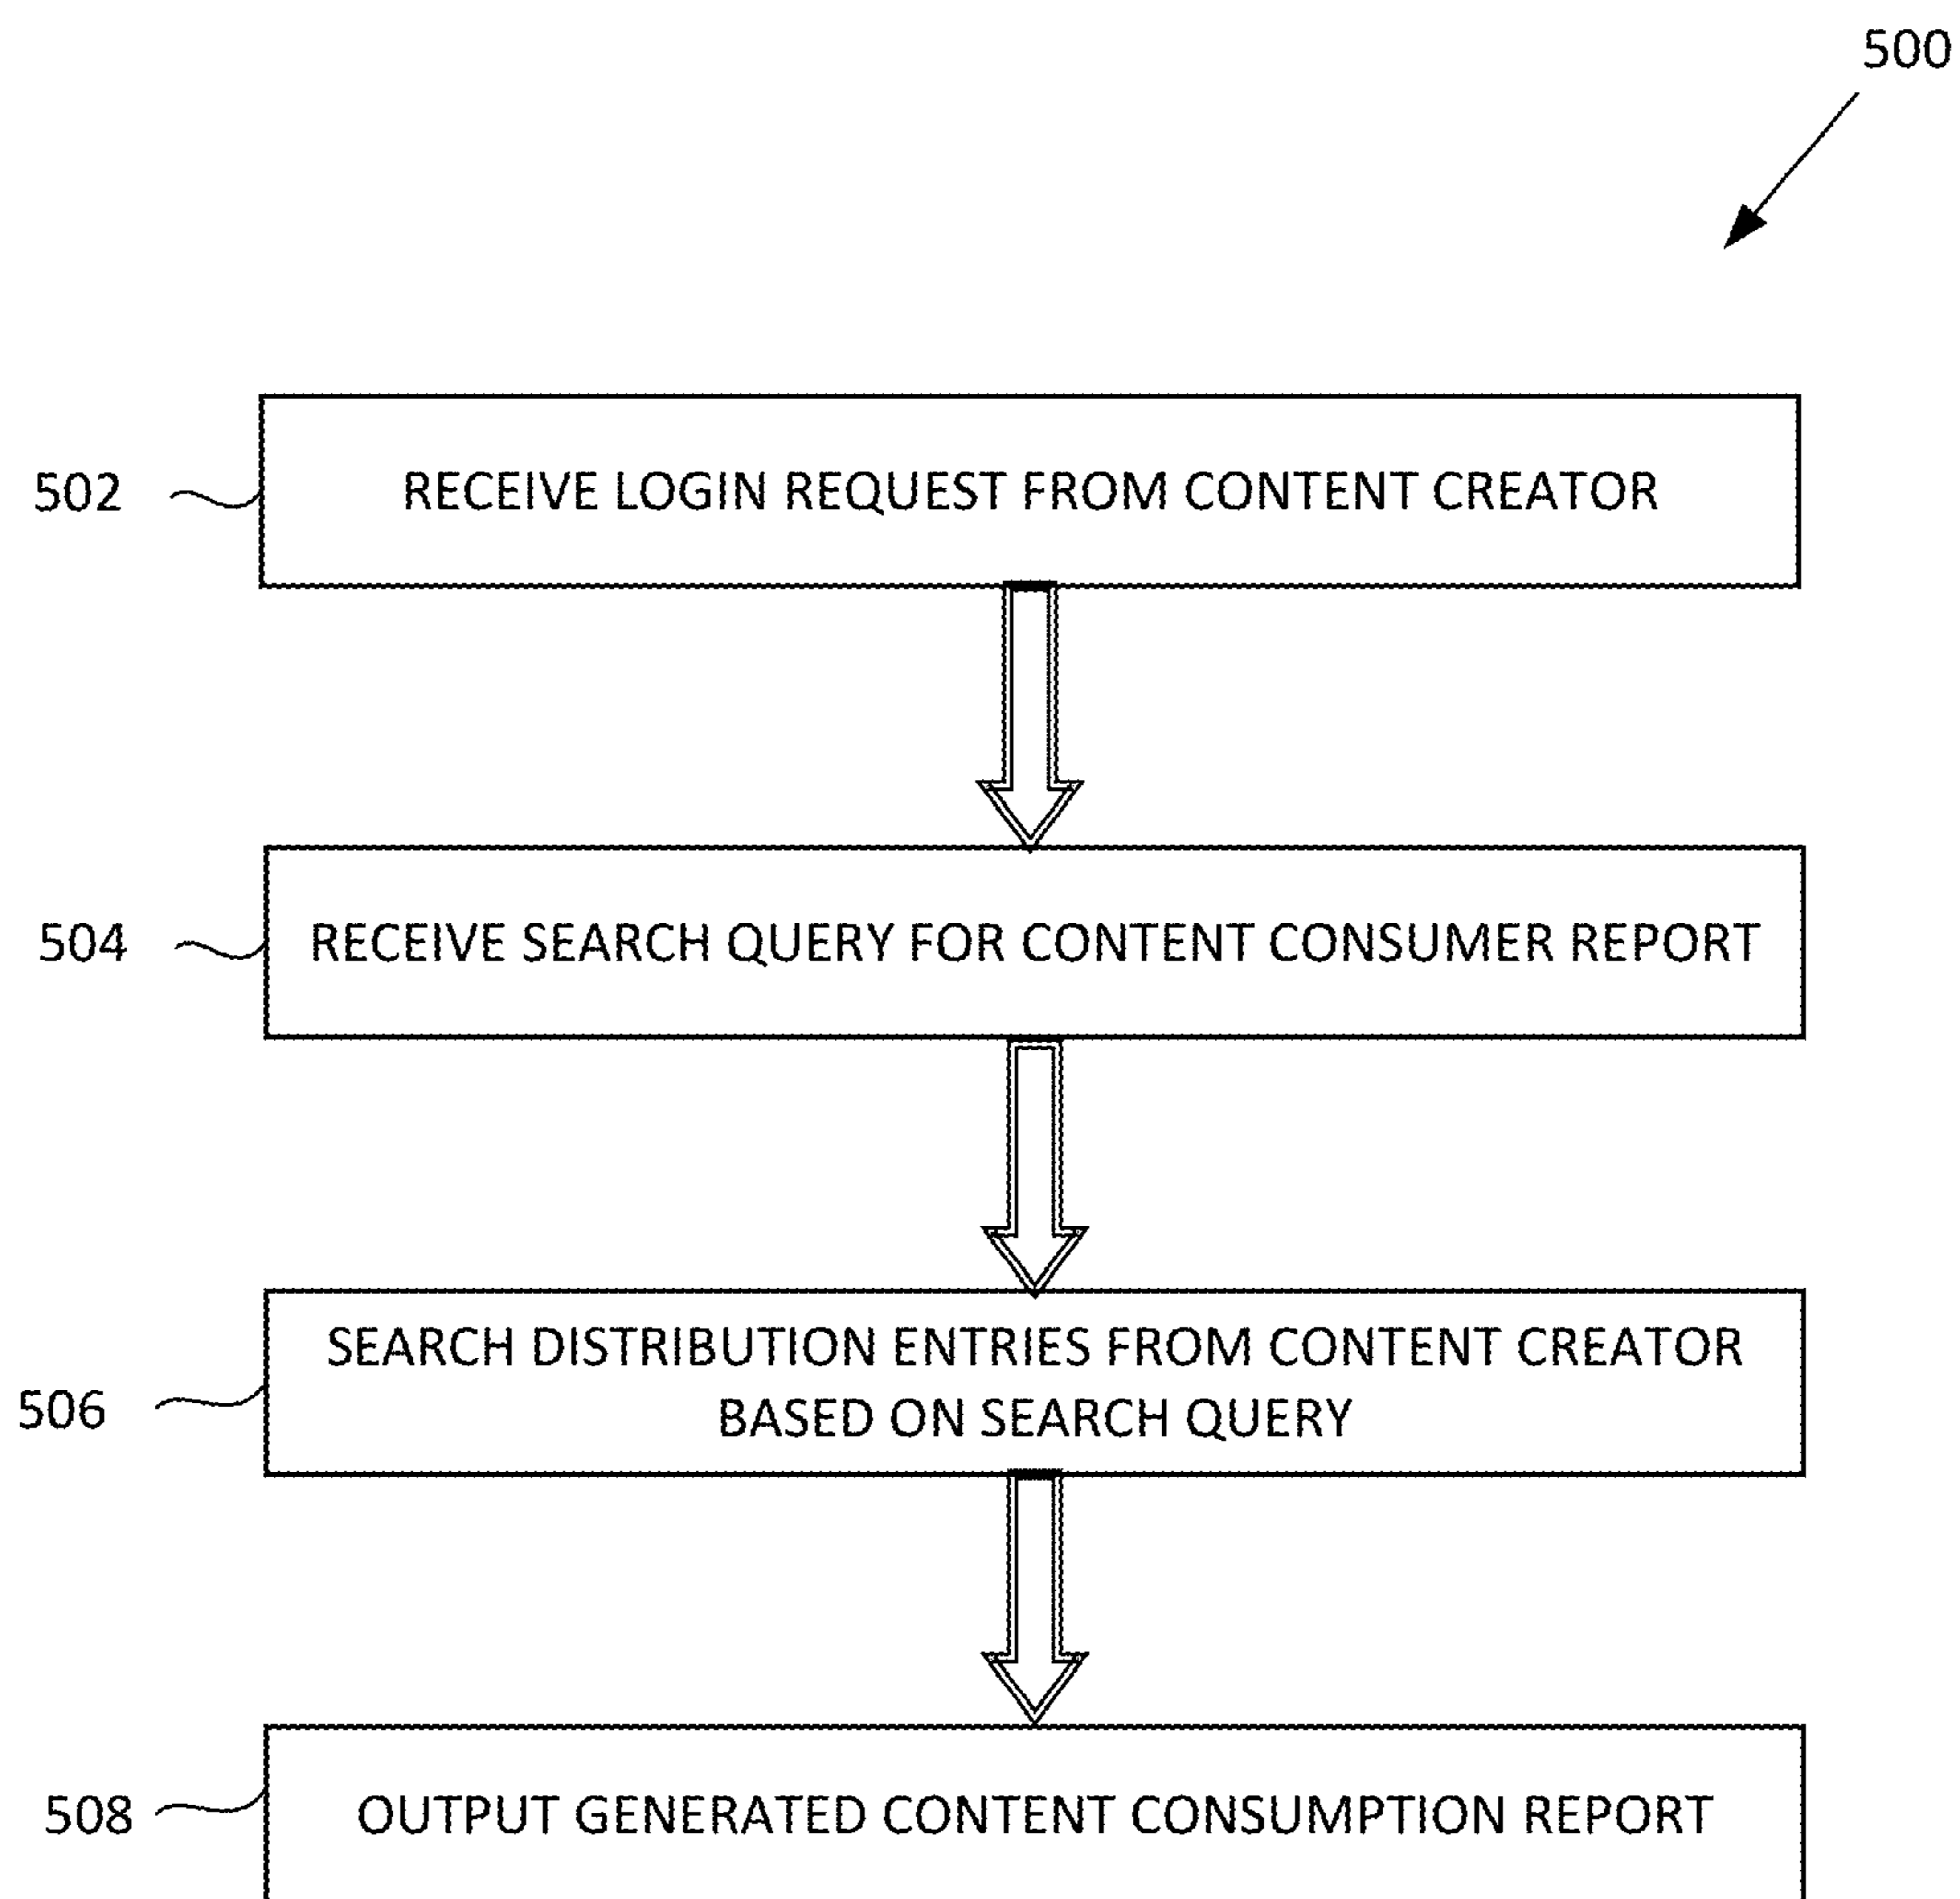 500
502
RECEIVE LOGIN REQUEST FROM CONTENT CREATOR
504
RECEIVE SEARCH QUERY FOR CONTENT CONSUMER REPORT
506
SEARCH DISTRIBUTION ENTRIES FROM CONTENT CREATOR
BASED ON SEARCH QUERY
508
OUTPUT GENERATED CONTENT CONSUMPTION REPORT